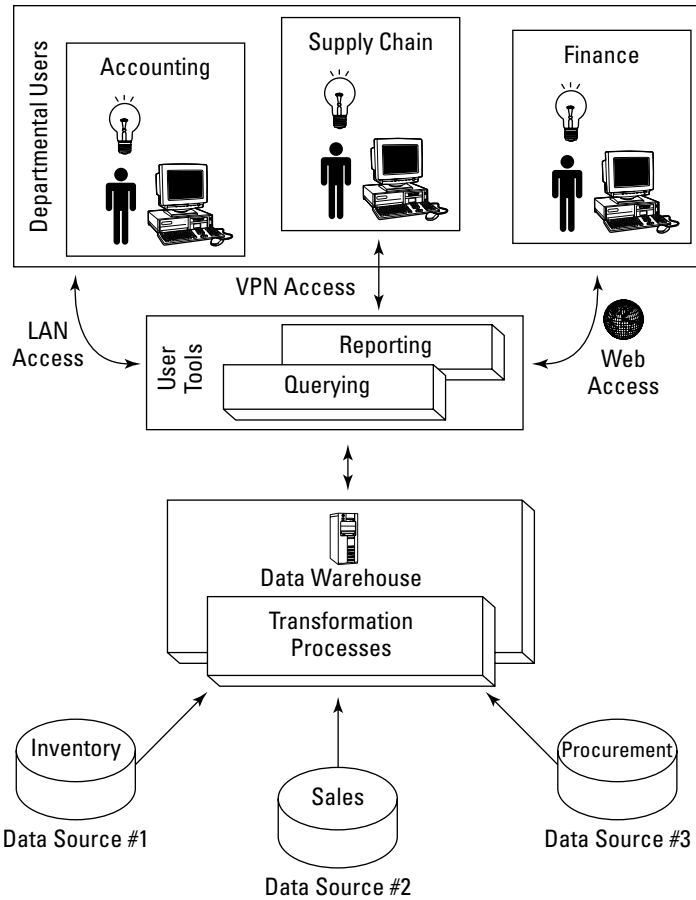 Departmental Users
Accounting
Supply Chain
Finance
VPN Access
LAN
Access
User
Tools
Reporting
Querying
Web
Access
Data Warehouse
Transformation
Processes
Inventory
Data Source #1
Sales
Data Source #2
Procurement
Data Source #3